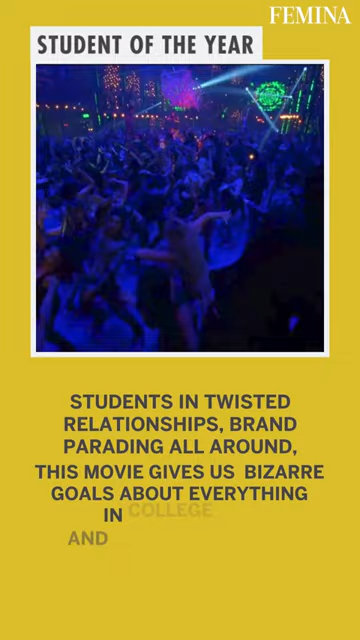 FEMINA
STUDENT OF THE YEAR
STUDENTS IN TWISTED
RELATIONSHIPS, BRAND
PARADING ALL AROUND,
THIS MOVIE GIVES US BIZARRE
GOALS ABOUT EVERYTHING
IN COLLEGE
AND